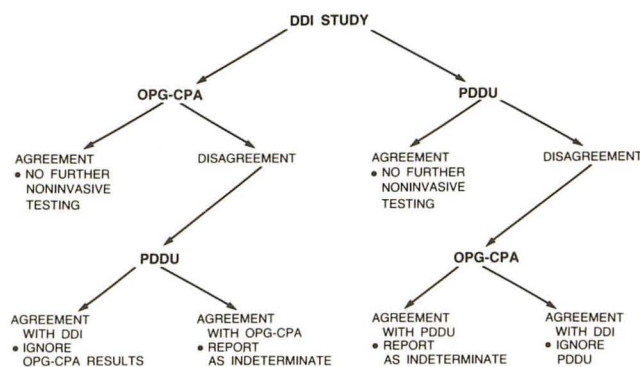 DDI STUDY
OPG-CPA
PDDU
AGREEMENT
• NO FURTHER
NONINVASIVE
TESTING
DISAGREEMENT
AGREEMENT
• NO FURTHER
NONINVASIVE
TESTING
DISAGREEMENT
PDDU
OPG-CPA
AGREEMENT
WITH DDI
• IGNORE
OPG-CPA RESULTS
AGREEMENT
WITH OPG-CPA
• REPORT
AS INDETERMINATE
AGREEMENT
WITH PDDU
• REPORT
AS INDETERMINATE
AGREEMENT
WITH DDI
• IGNORE
PDDU